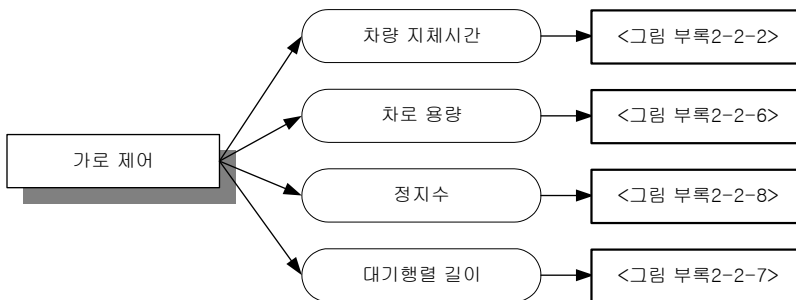 차량 지체시간
<그림 부록2-2-2>
차로 용량
<그림 부록2-2-6>
가로 제어
정지수
<그림 부록2-2-8>
대기행렬 길이
<그림 부록2-2-7>